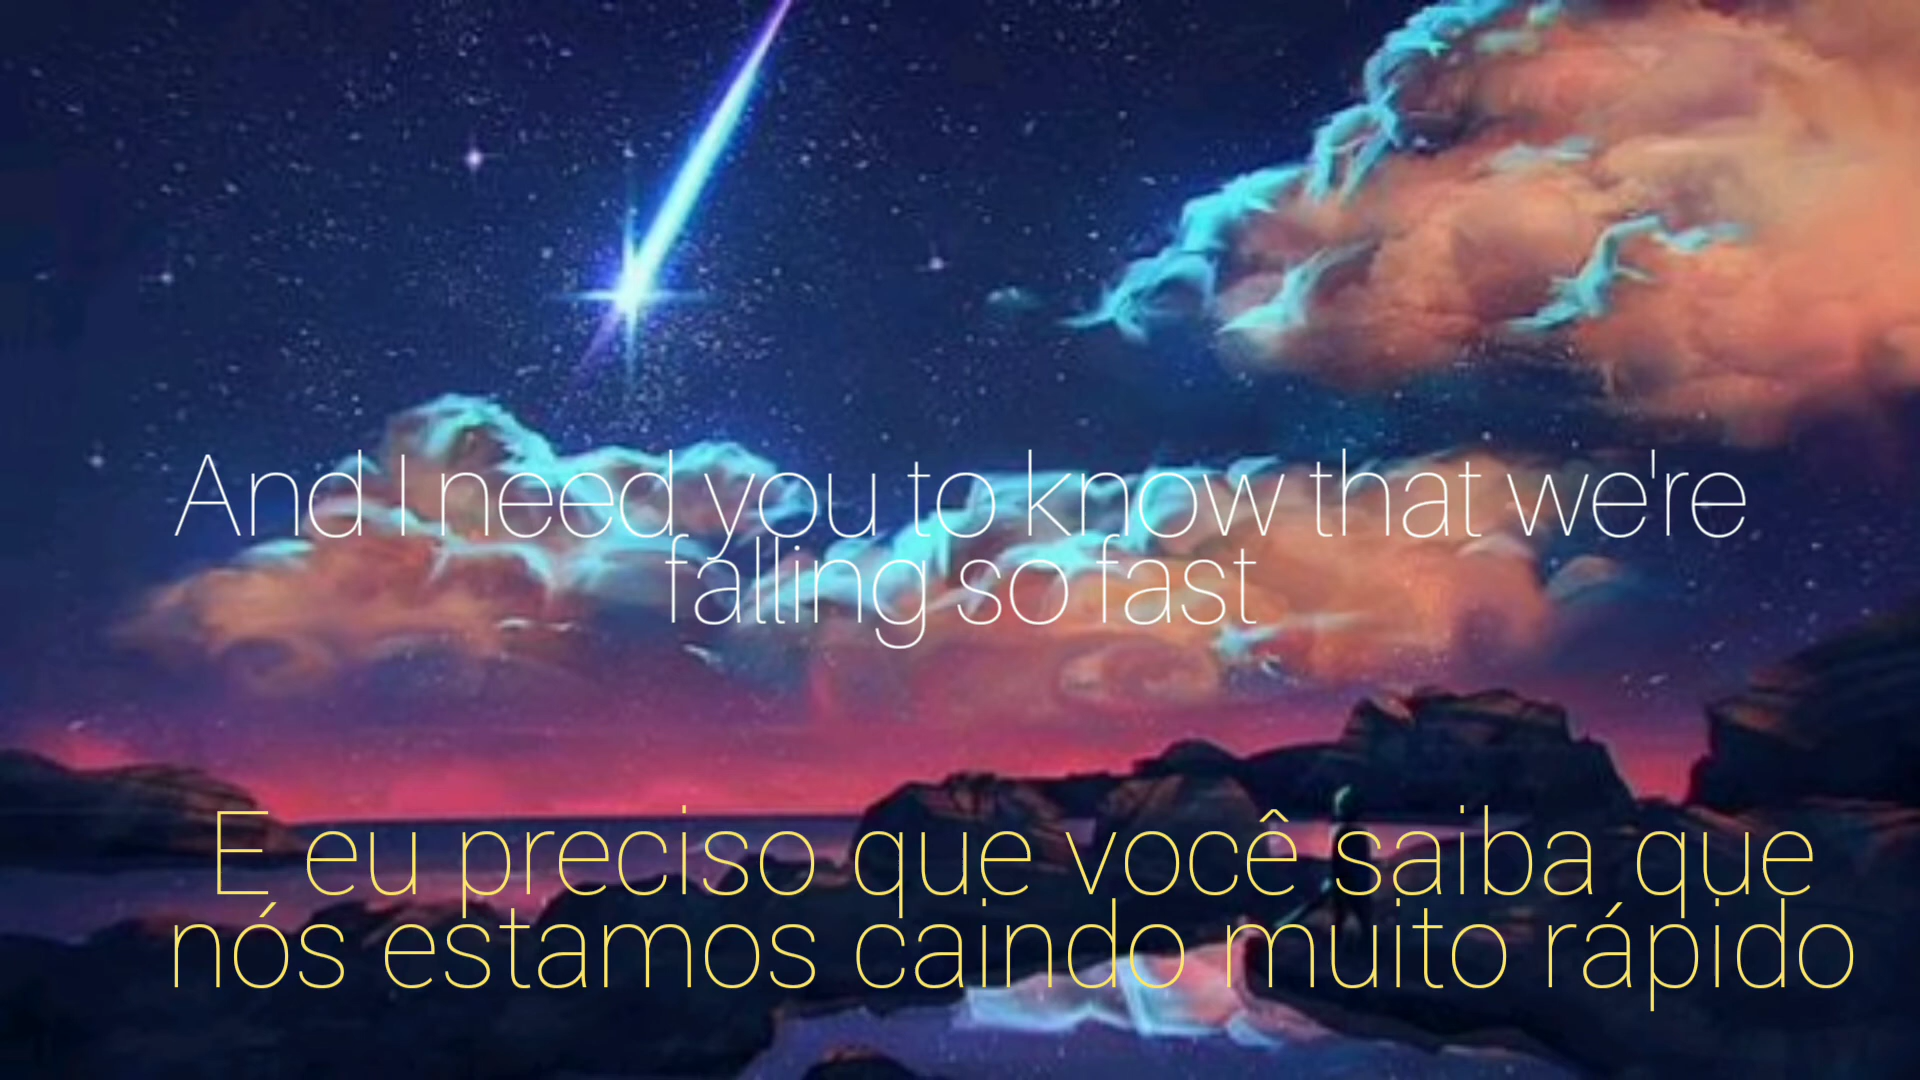 And I need you to know that we're
falling so fast
E eu preciso que você saiba que
nós estamos caindo muito rápido